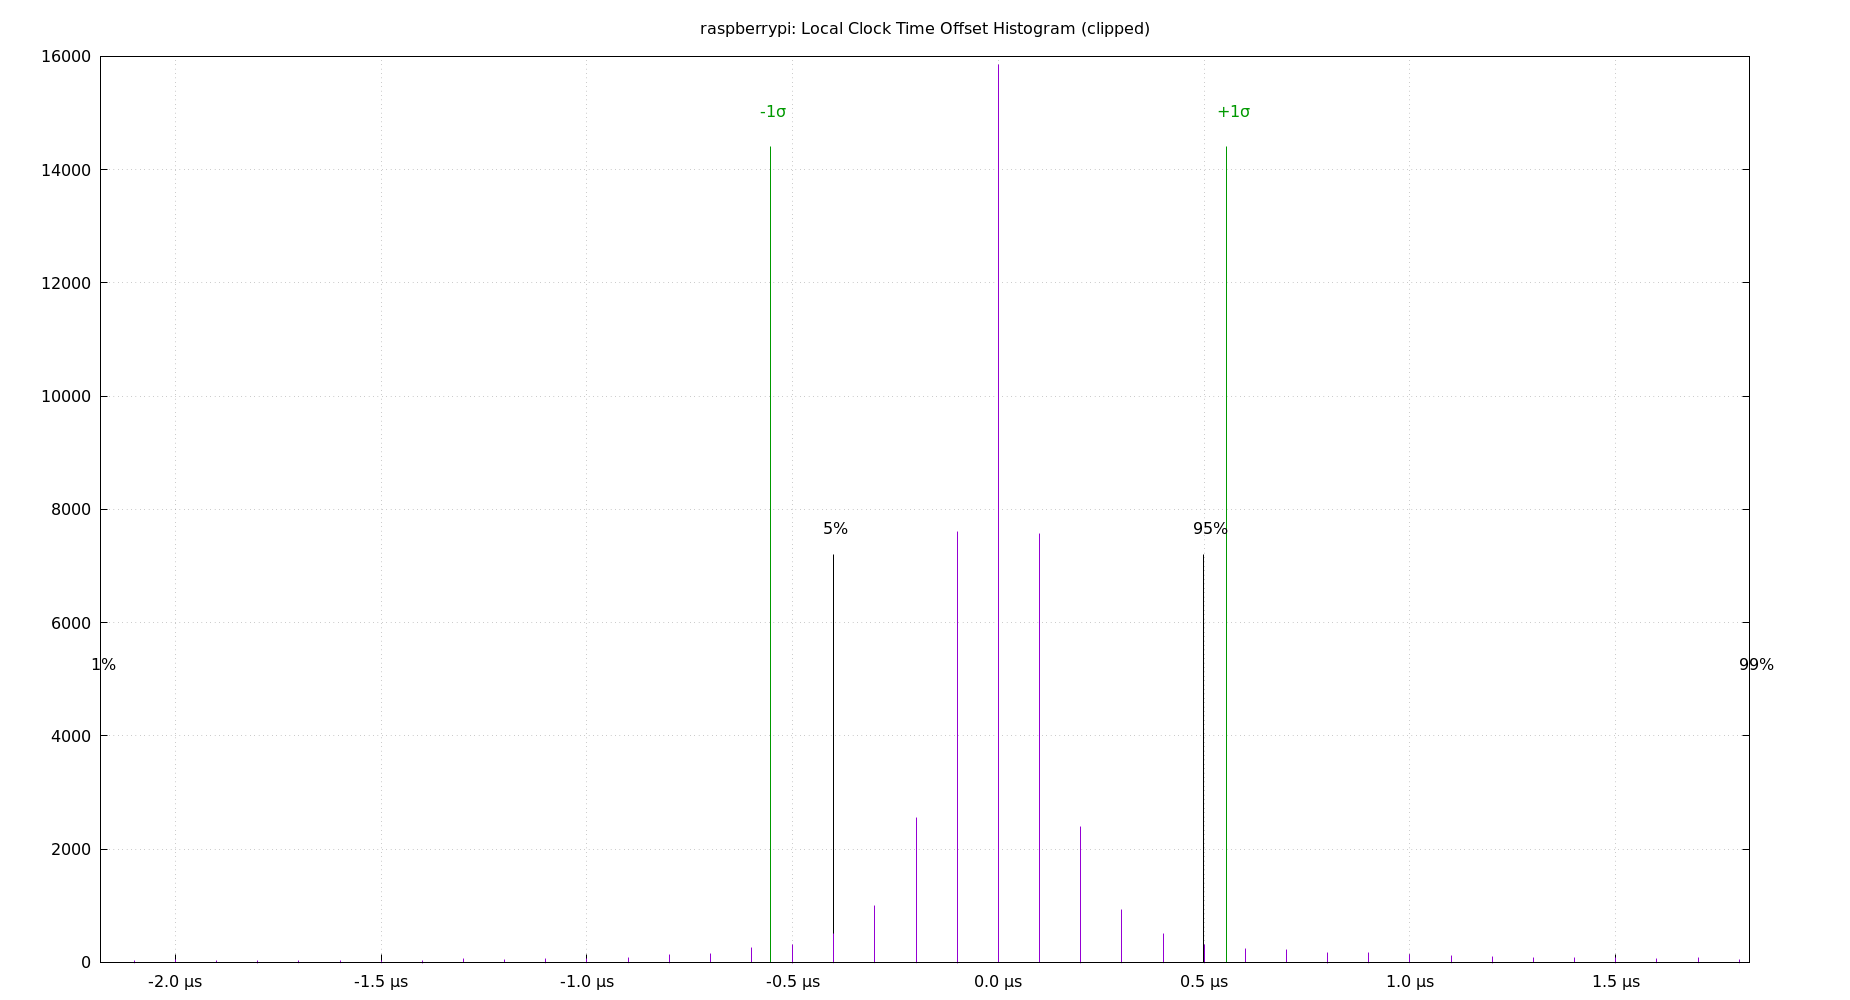 raspberrypi: Local Clock Time Offset Histogram (clipped)
16000
-1σ
+1σ
14000
12000
10000
8000
5%
95%
6000
1%
99%
4000
2000
0
-2.0 µs
-1.5 µs
-1.0 µs
-0.5 µs
0.0 µs
0.5 µs
1.0 µs
1.5 µs